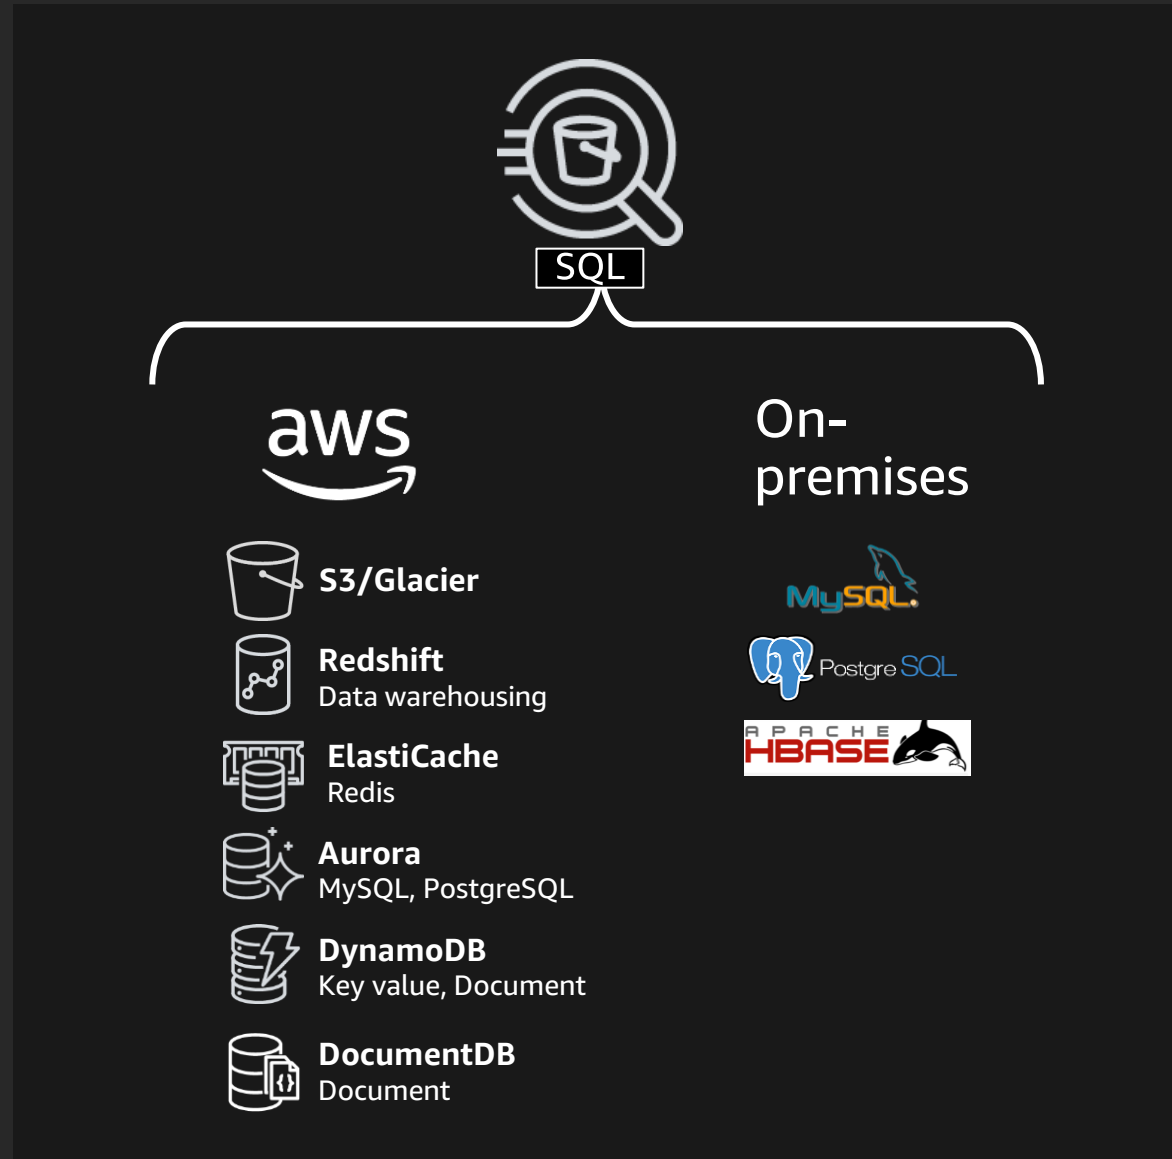 SQL
aws
On-
premises
S3/Glacier
Redshift
Data warehousing
ElastiCache
Redis
Aurora
MySQL, PostgreSQL
DynamoDB
Key value, Document
DocumentDB
{}
Document
MySQL.
PostgreSQL
APACHE
HBASE